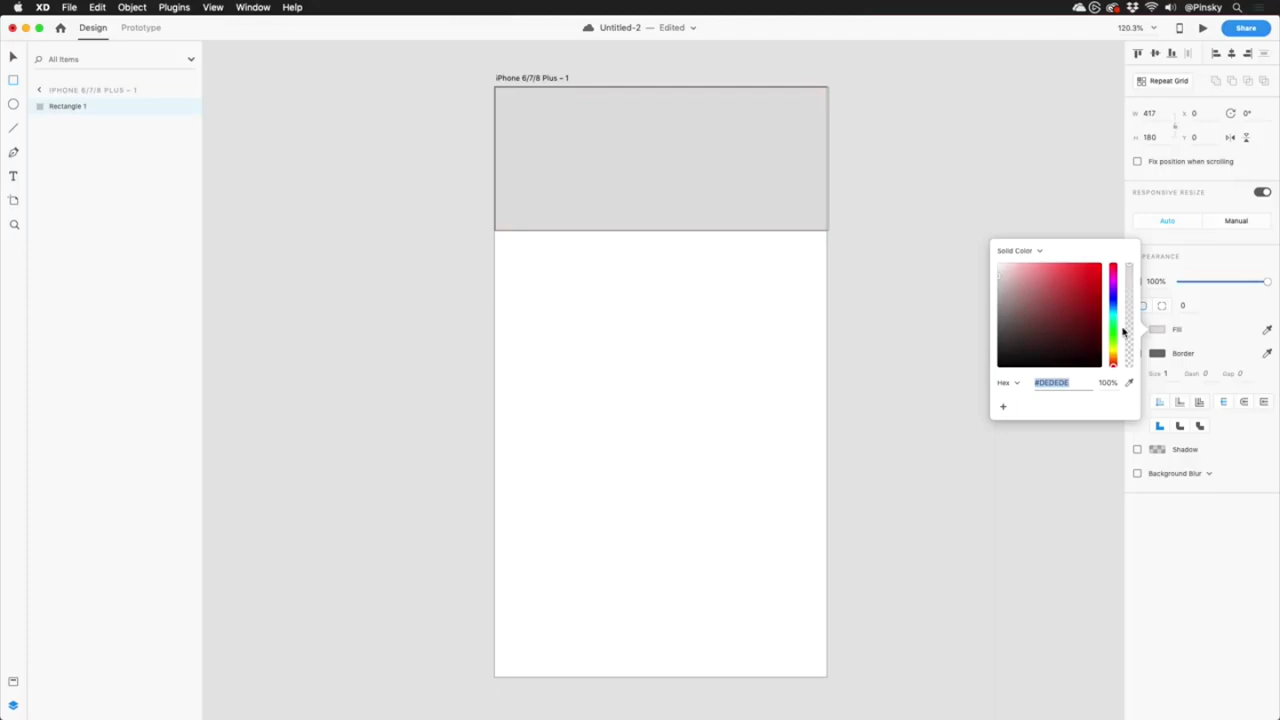 XD File Edit Object Plugins View Window Help @Pinsky
Design Prototype Untitled-2 — Edited 120.3% Share
All Items
IPHONE 6/7/8 PLUS – 1
Rectangle 1
iPhone 6/7/8 Plus – 1
Repeat Grid
W 417 X 0 0°
H 180 Y 0
Fix position when scrolling
RESPONSIVE RESIZE
Auto Manual
PEARANCE
100%
0
Fill
Border
Size 1 Dash 0 Gap 0
Shadow
Background Blur
Solid Color
Hex #DEDEDE 100%
+